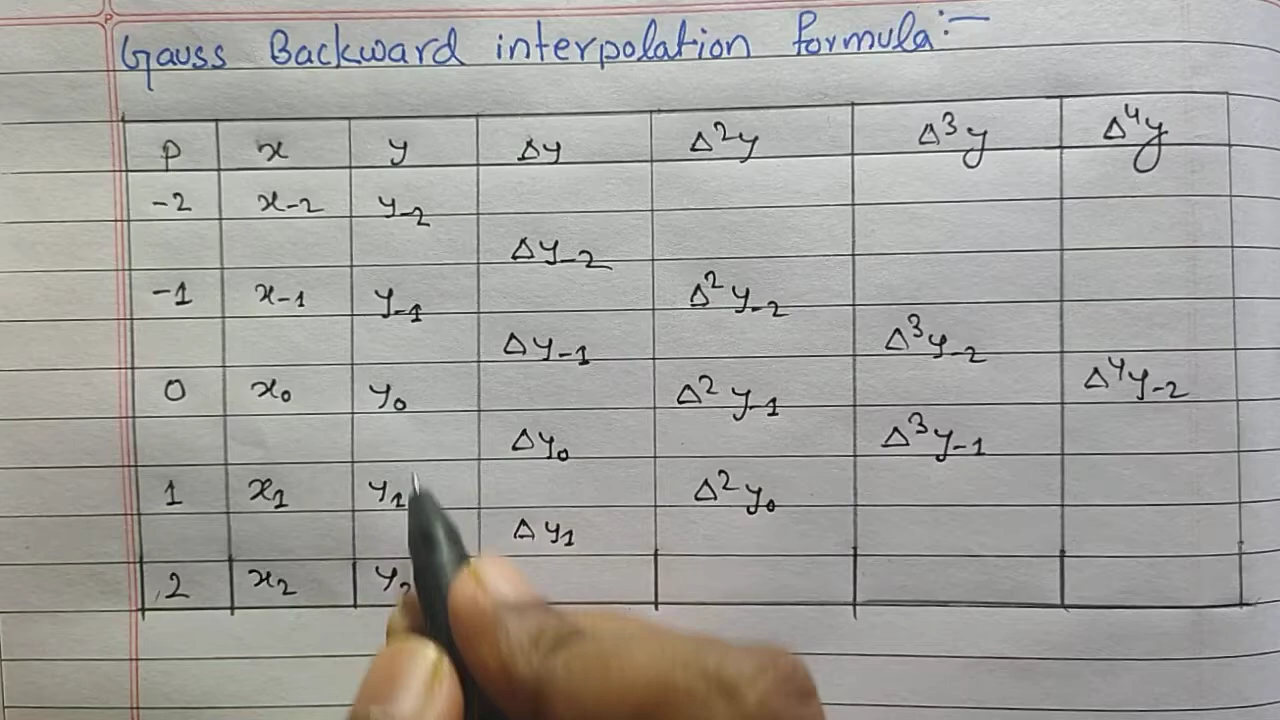 Gauss Backward interpolation formula:-
p x y Δy Δ²y Δ³y Δ⁴y
-2 x-2 y-2
Δy-2
-1 x-1 y-1 Δ²y-2
Δy-1 Δ³y-2
0 x₀ y₀ Δ²y-1 Δ⁴y-2
Δy₀ Δ³y-1
1 x₁ y₁ Δ²y₀
Δy₁
2 x₂ y₂